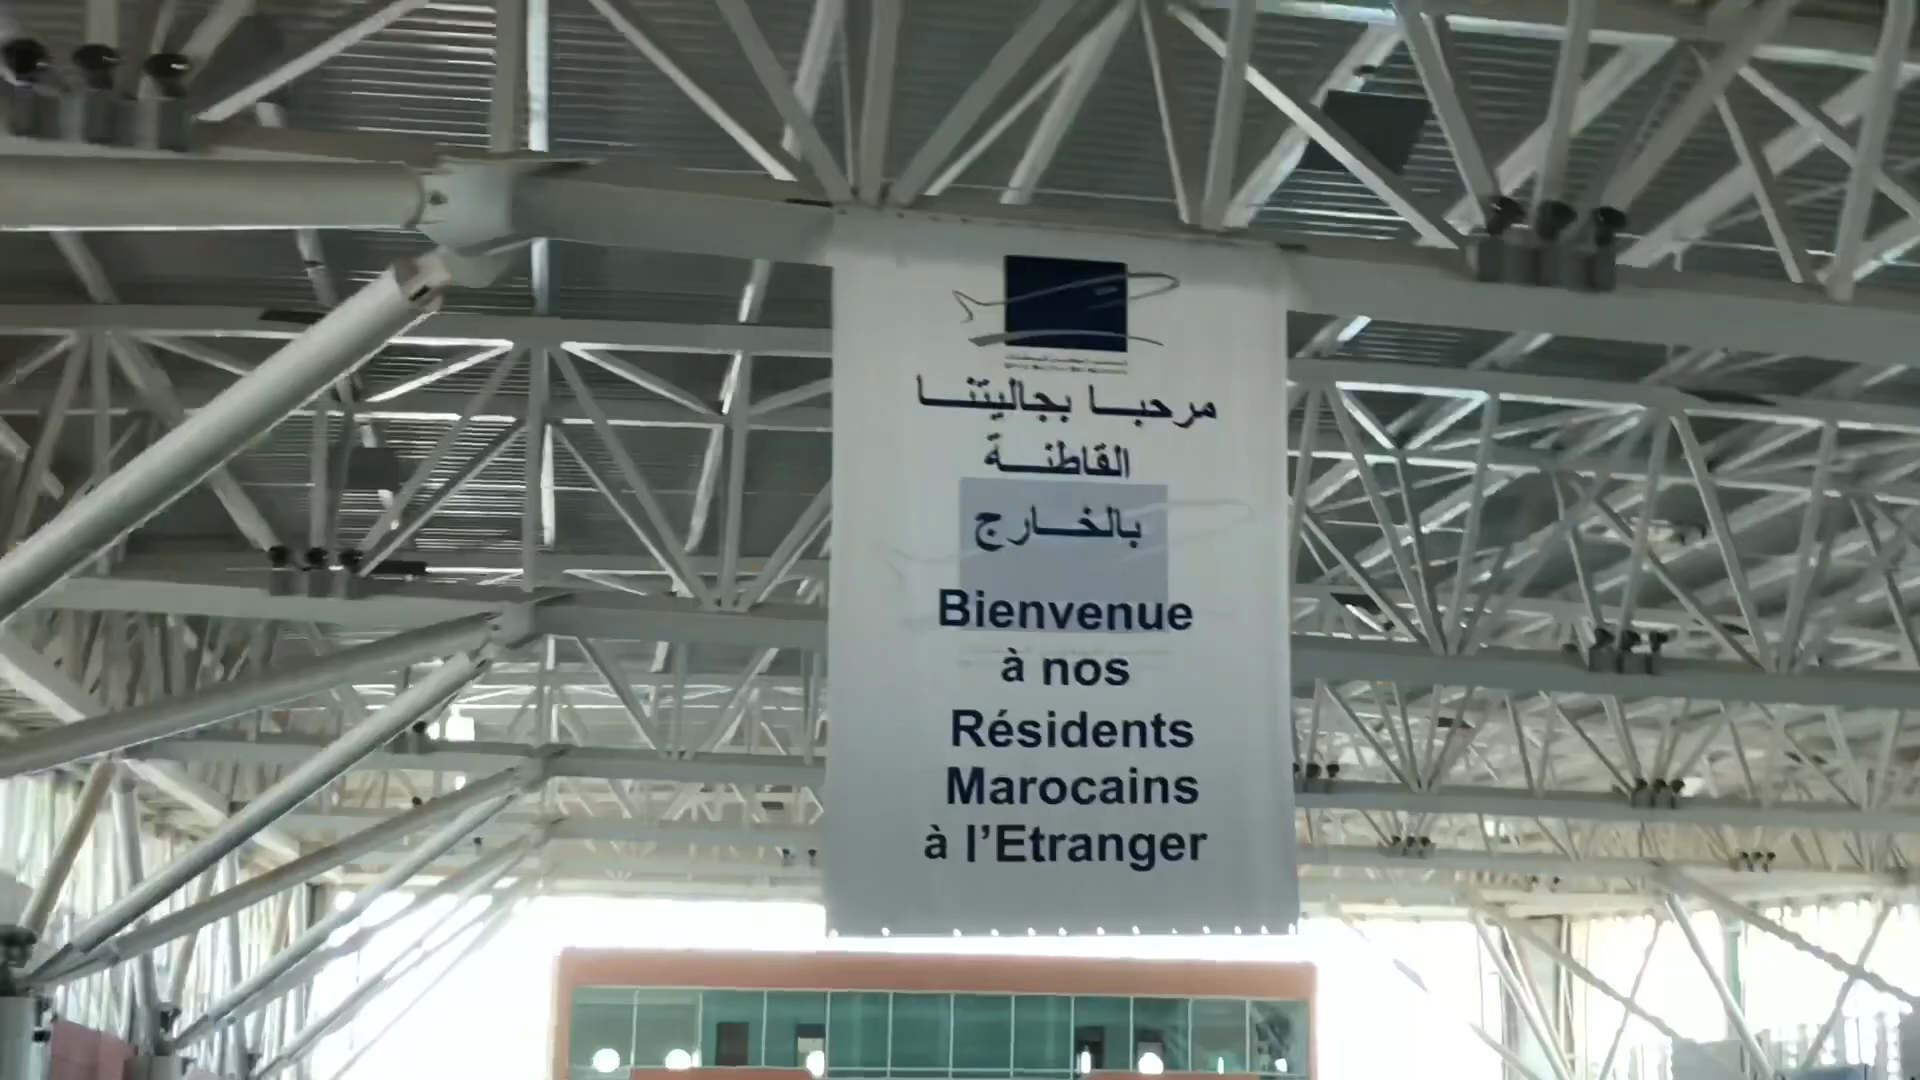 مرحبا بجاليتنا
القاطنة
بالخارج
Bienvenue
à nos
Résidents
Marocains
à l’Etranger